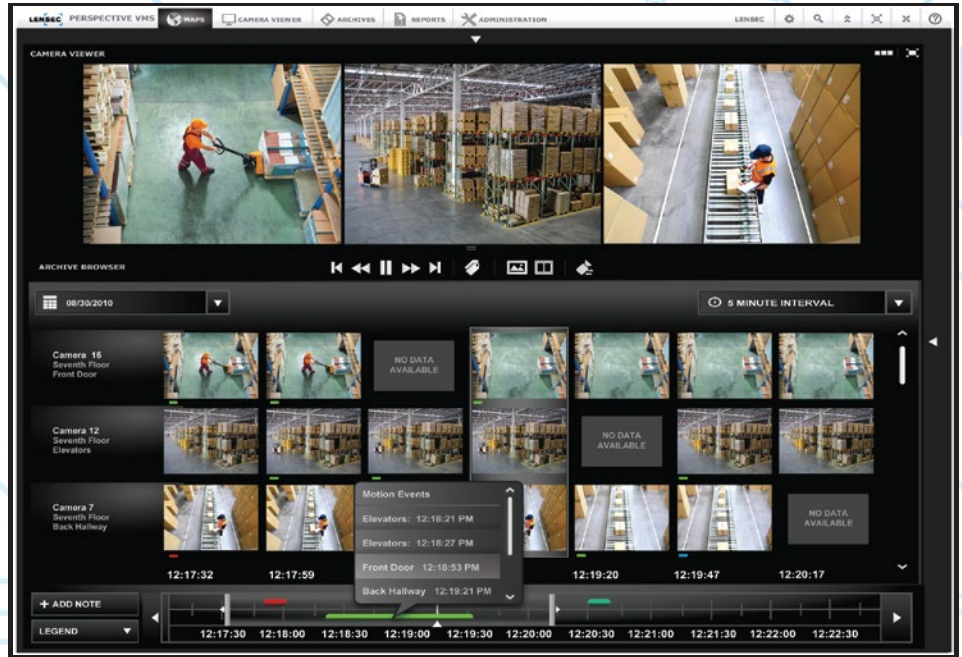 LENSEC PERSPECTIVE VMS MAPS CAMERA VIEWER ARCHIVES REPORTS ADMINISTRATION LENSEC
CAMERA VIEWER
ARCHIVE BROWSER
08/30/2010 5 MINUTE INTERVAL
Camera 16
Seventh Floor
Front Door
NO DATA
AVAILABLE
Camera 12
Seventh Floor
Elevators
NO DATA
AVAILABLE
Camera 7
Seventh Floor
Back Hallway
NO DATA
AVAILABLE
Motion Events
Elevators: 12:18:21 PM
Elevators: 12:18:27 PM
Front Door 12:18:53 PM
Back Hallway 12:19:21 PM
12:17:32 12:17:59 12:19:20 12:19:47 12:20:17
+ ADD NOTE
LEGEND
12:17:30 12:18:00 12:18:30 12:19:00 12:19:30 12:20:00 12:20:30 12:21:00 12:21:30 12:22:00 12:22:30